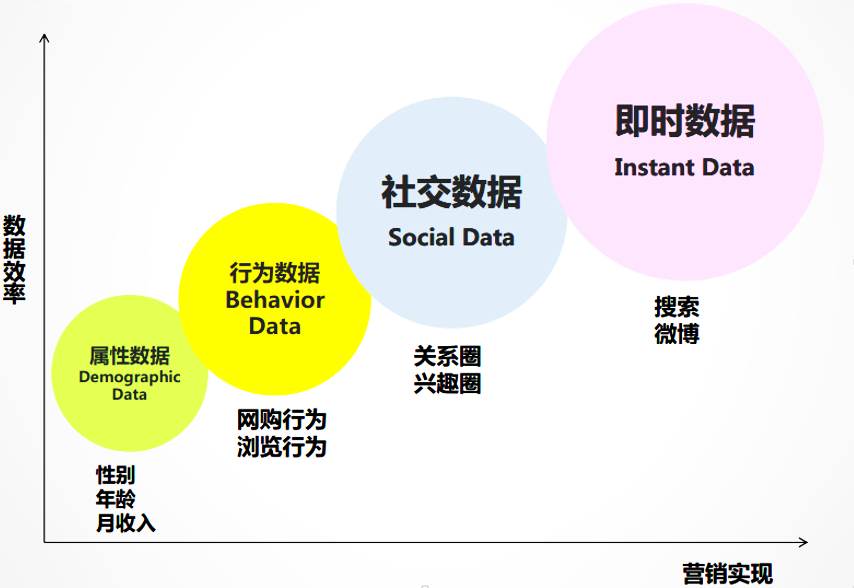 即时数据
Instant Data
社交数据
Social Data
行为数据
Behavior
Data
属性数据
Demographic
Data
数据效率
搜索
微博
关系圈
兴趣圈
网购行为
浏览行为
性别
年龄
月收入
营销实现